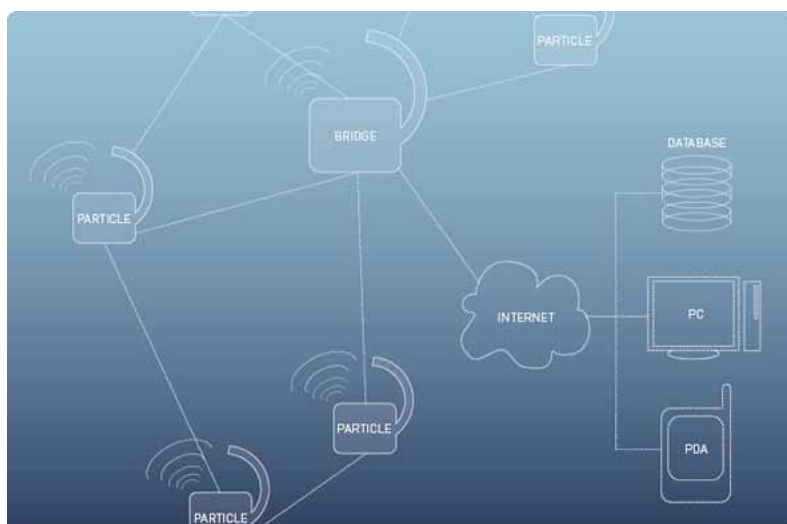 PARTICLE
BRIDGE
DATABASE
PARTICLE
PC
INTERNET
PARTICLE
PDA
PARTICLE